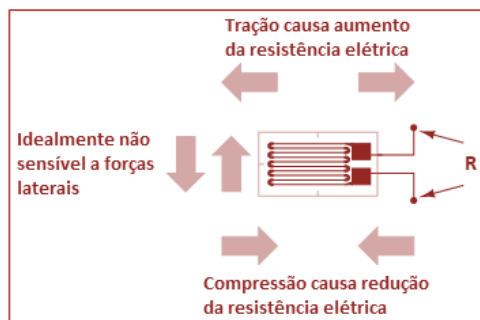 Tração causa aumento
da resistência elétrica
Idealmente não
sensível a forças
laterais
R
Compressão causa redução
da resistência elétrica